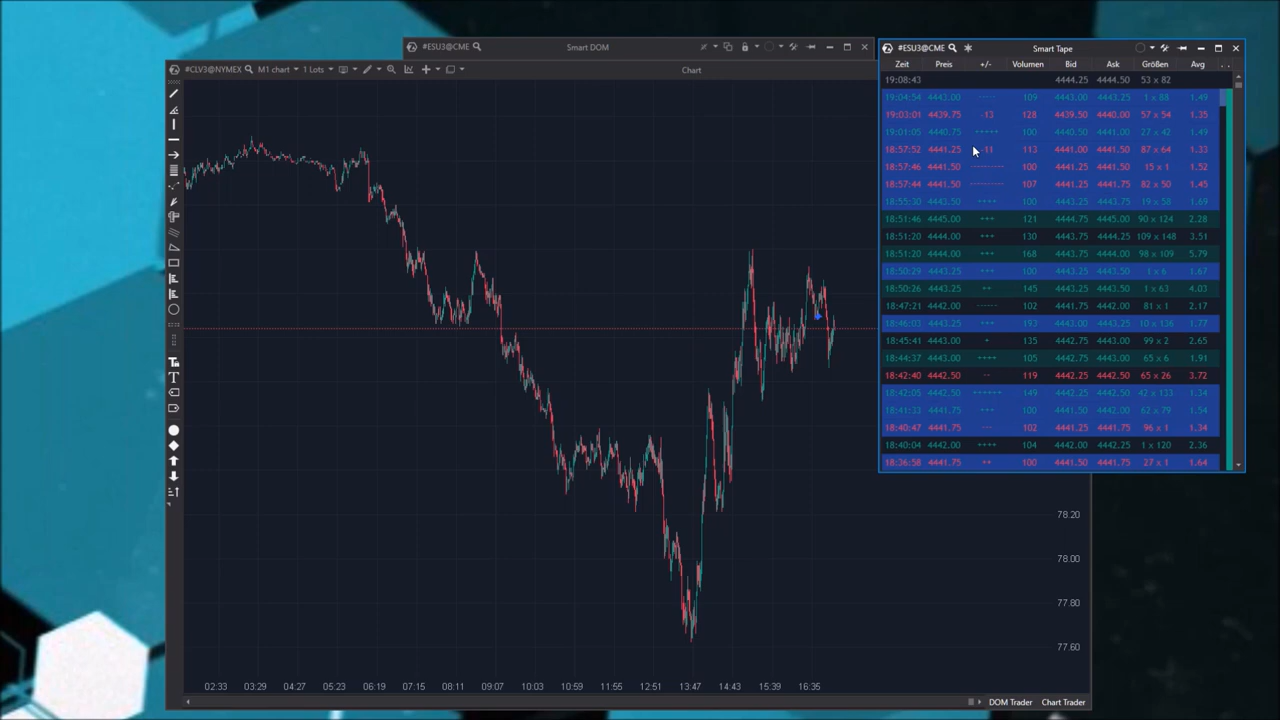 #ESU3@CME
Smart DOM
#CLV3@NYMEX M1 chart 1 Lots
Chart
#ESU3@CME
Smart Tape
Zeit Preis +/- Volumen Bid Ask Größen Avg
19:08:43 4444.25 4444.50 53 x 82
19:04:54 4443.00 ----- 109 4443.00 4443.25 1 x 88 1.49
19:03:01 4439.75 -13 128 4439.50 4440.00 57 x 54 1.35
19:01:05 4440.75 +++++ 100 4440.50 4441.00 27 x 42 1.49
18:57:52 4441.25 -11 113 4441.00 4441.50 87 x 64 1.33
18:57:46 4441.50 ---------- 100 4441.50 15 x 1 1.52
18:57:44 4441.50 ---------- 107 4441.25 4441.75 82 x 50 1.45
18:55:30 4443.50 ++++ 100 4443.25 4443.75 19 x 58 1.69
18:51:46 4445.00 +++ 121 4444.75 4445.00 90 x 124 2.28
18:51:20 4444.00 +++ 130 4443.75 4444.25 109 x 148 3.51
18:51:20 4444.00 ++++ 168 4443.75 4444.00 98 x 109 5.79
18:50:29 4443.25 +++ 100 4443.00 4443.25 1 x 6 1.67
18:50:26 4443.25 ++ 145 4443.00 4443.25 1 x 63 4.03
18:47:21 4442.00 ------ 102 4441.75 4442.50 81 x 1 2.17
18:46:03 4443.25 +++ 193 4443.00 4443.25 10 x 136 1.77
18:45:41 4443.00 + 135 4442.75 4443.00 99 x 2 2.65
18:44:37 4443.00 ++++ 105 4442.75 4443.00 65 x 6 1.91
18:42:40 4442.50 -- 119 4442.25 4442.50 65 x 26 3.72
18:42:05 4442.50 ++++++ 149 4442.25 4442.50 42 x 133 1.34
18:41:33 4441.75 +++ 100 4441.50 4442.00 62 x 79 1.54
18:40:47 4441.75 --- 102 4441.25 4441.75 96 x 1 1.34
18:40:04 4442.00 ++++ 104 4442.00 4442.25 1 x 120 2.36
18:36:58 4441.75 ++ 100 4441.50 4441.75 27 x 1 1.64
78.20
78.00
77.80
77.60
02:33 03:29 04:27 05:23 06:19 07:15 08:11 09:07 10:03 10:59 11:55 12:51 13:47 14:43 15:39 16:35
DOM Trader Chart Trader